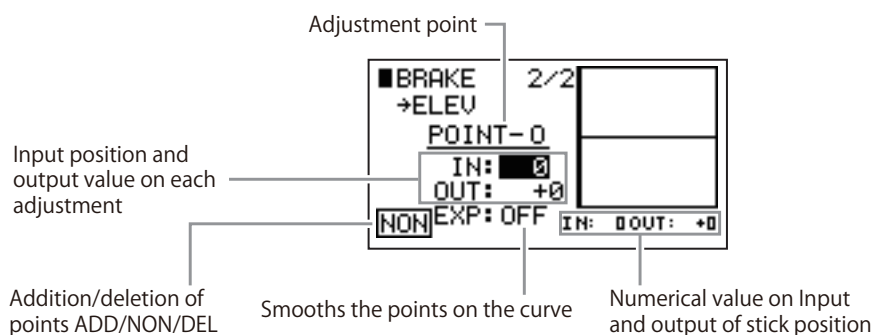 Adjustment point
■BRAKE 2/2
→ELEV
POINT-0
Input position and
output value on each
adjustment
IN: 0
OUT: +0
NON EXP:OFF
IN: 0 OUT: +0
Addition/deletion of
points ADD/NON/DEL
Smooths the points on the curve
Numerical value on Input
and output of stick position